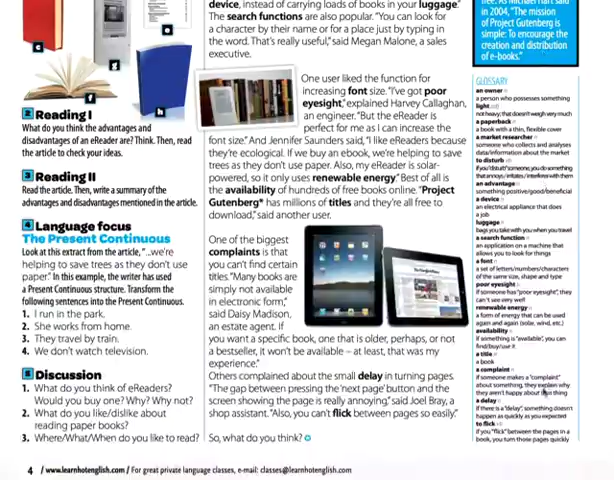 c
e
g
f
h
2 Reading I
What do you think the advantages and
disadvantages of an eReader are? Think. Then, read
the article to check your ideas.
3 Reading II
Read the article. Then, write a summary of the
advantages and disadvantages mentioned in the article.
4 Language focus
The Present Continuous
Look at this extract from the article, "...we're
helping to save trees as they don't use
paper." In this example, the writer has used
a Present Continuous structure. Transform the
following sentences into the Present Continuous.
1. I run in the park.
2. She works from home.
3. They travel by train.
4. We don't watch television.
5 Discussion
1. What do you think of eReaders?
Would you buy one? Why? Why not?
2. What do you like/dislike about
reading paper books?
3. Where/What/When do you like to read?
device, instead of carrying loads of books in your luggage."
The search functions are also popular. "You can look for
a character by their name or for a place just by typing in
the word. That's really useful," said Megan Malone, a sales
executive.
One user liked the function for
increasing font size. "I've got poor
eyesight," explained Harvey Callaghan,
an engineer. "But the eReader is
perfect for me as I can increase the
font size." And Jennifer Saunders said, "I like eReaders because
they're ecological. If we buy an ebook, we're helping to save
trees as they don't use paper. Also, my eReader is solar-
powered, so it only uses renewable energy." Best of all is
the availability of hundreds of free books online. "Project
Gutenberg* has millions of titles and they're all free to
download," said another user.
One of the biggest
complaints is that
you can't find certain
titles. "Many books are
simply not available
in electronic form,"
said Daisy Madison,
an estate agent. If
you want a specific book, one that is older, perhaps, or not
a bestseller, it won't be available – at least, that was my
experience."
Others complained about the small delay in turning pages.
"The gap between pressing the 'next page' button and the
screen showing the page is really annoying," said Joel Bray, a
shop assistant. "Also, you can't flick between pages so easily."
So, what do you think?
free. As Michael Hart said
in 2004, "The mission
of Project Gutenberg is
simple: To encourage the
creation and distribution
of e-books."
GLOSSARY
an owner n
a person who possesses something
light adj
not heavy; that doesn't weigh very much
a paperback n
a book with a thin, flexible cover
a market researcher n
someone who collects and analyses
data/information about the market
to disturb vb
if you "disturb" someone, you do something
that annoys / irritates / interferes with them
an advantage n
something positive/good/beneficial
a device n
an electrical appliance that does
a job
luggage n
bags you take with you when you travel
a search function n
an application on a machine that
allows you to look for things
a font n
a set of letters/numbers/characters
of the same size, shape and type
poor eyesight n
if someone has "poor eyesight", they
can't see very well
renewable energy n
a form of energy that can be used
again and again (solar, wind, etc.)
availability n
if something is "available", you can
find/buy/use it
a title n
a book
a complaint n
if someone makes a "complaint"
about something, they explain why
they aren't happy about that thing
a delay n
if there is a "delay", something doesn't
happen as quickly as you expected
to flick vb
if you "flick" between the pages in a
book, you turn those pages quickly
4 / www.learnhotenglish.com / For great private language classes, e-mail: classes@learnhotenglish.com